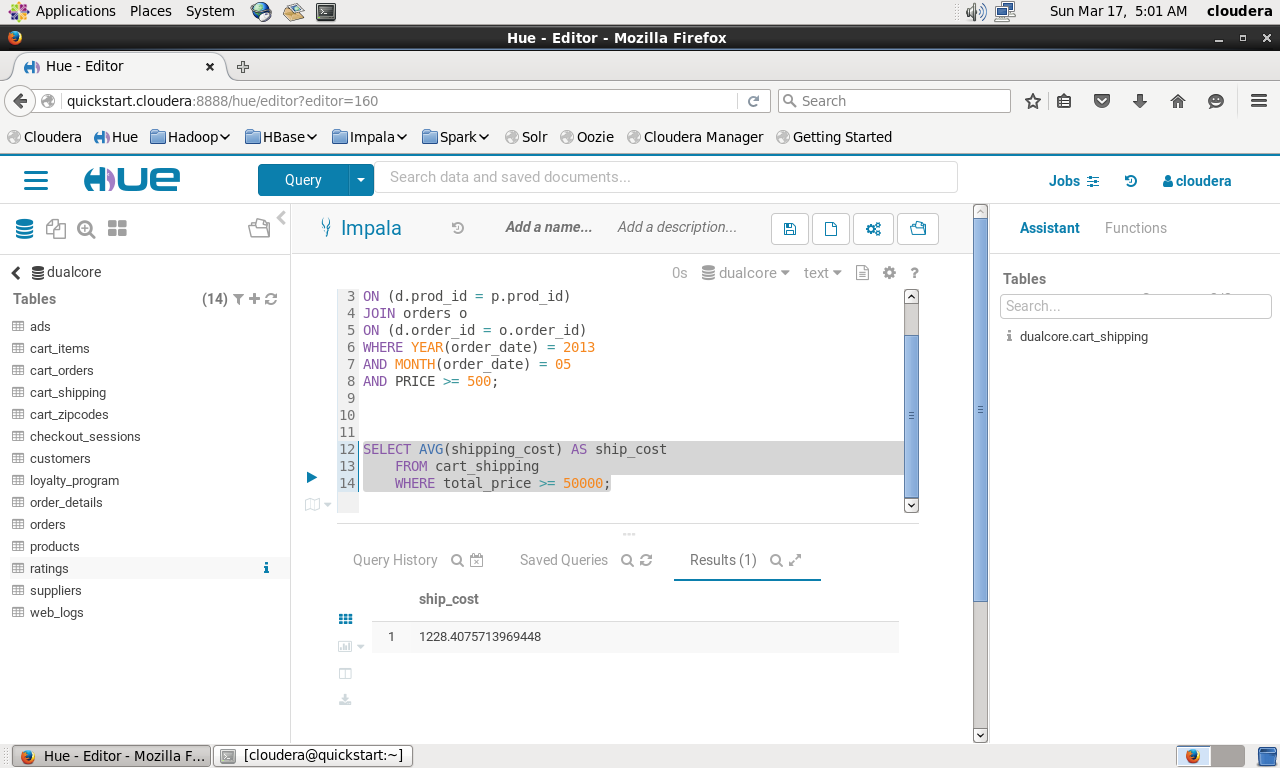 Applications Places System Sun Mar 17, 5:01 AM cloudera
Hue - Editor - Mozilla Firefox
Hue - Editor
quickstart.cloudera:8888/hue/editor?editor=160 Search
Cloudera Hue Hadoop HBase Impala Spark Solr Oozie Cloudera Manager Getting Started
HUE Query Search data and saved documents... Jobs cloudera
Impala Add a name... Add a description... Assistant Functions
dualcore 0s dualcore text ?
Tables (14)
Tables
Search...
dualcore.cart_shipping
ads
cart_items
cart_orders
cart_shipping
cart_zipcodes
checkout_sessions
customers
loyalty_program
order_details
orders
products
ratings
suppliers
web_logs
3 ON (d.prod_id = p.prod_id)
4 JOIN orders o
5 ON (d.order_id = o.order_id)
6 WHERE YEAR(order_date) = 2013
7 AND MONTH(order_date) = 05
8 AND PRICE >= 500;
9
10
11
12 SELECT AVG(shipping_cost) AS ship_cost
13 FROM cart_shipping
14 WHERE total_price >= 50000;
Query History Saved Queries Results (1)
ship_cost
1 1228.4075713969448
Hue - Editor - Mozilla F... [cloudera@quickstart:~]